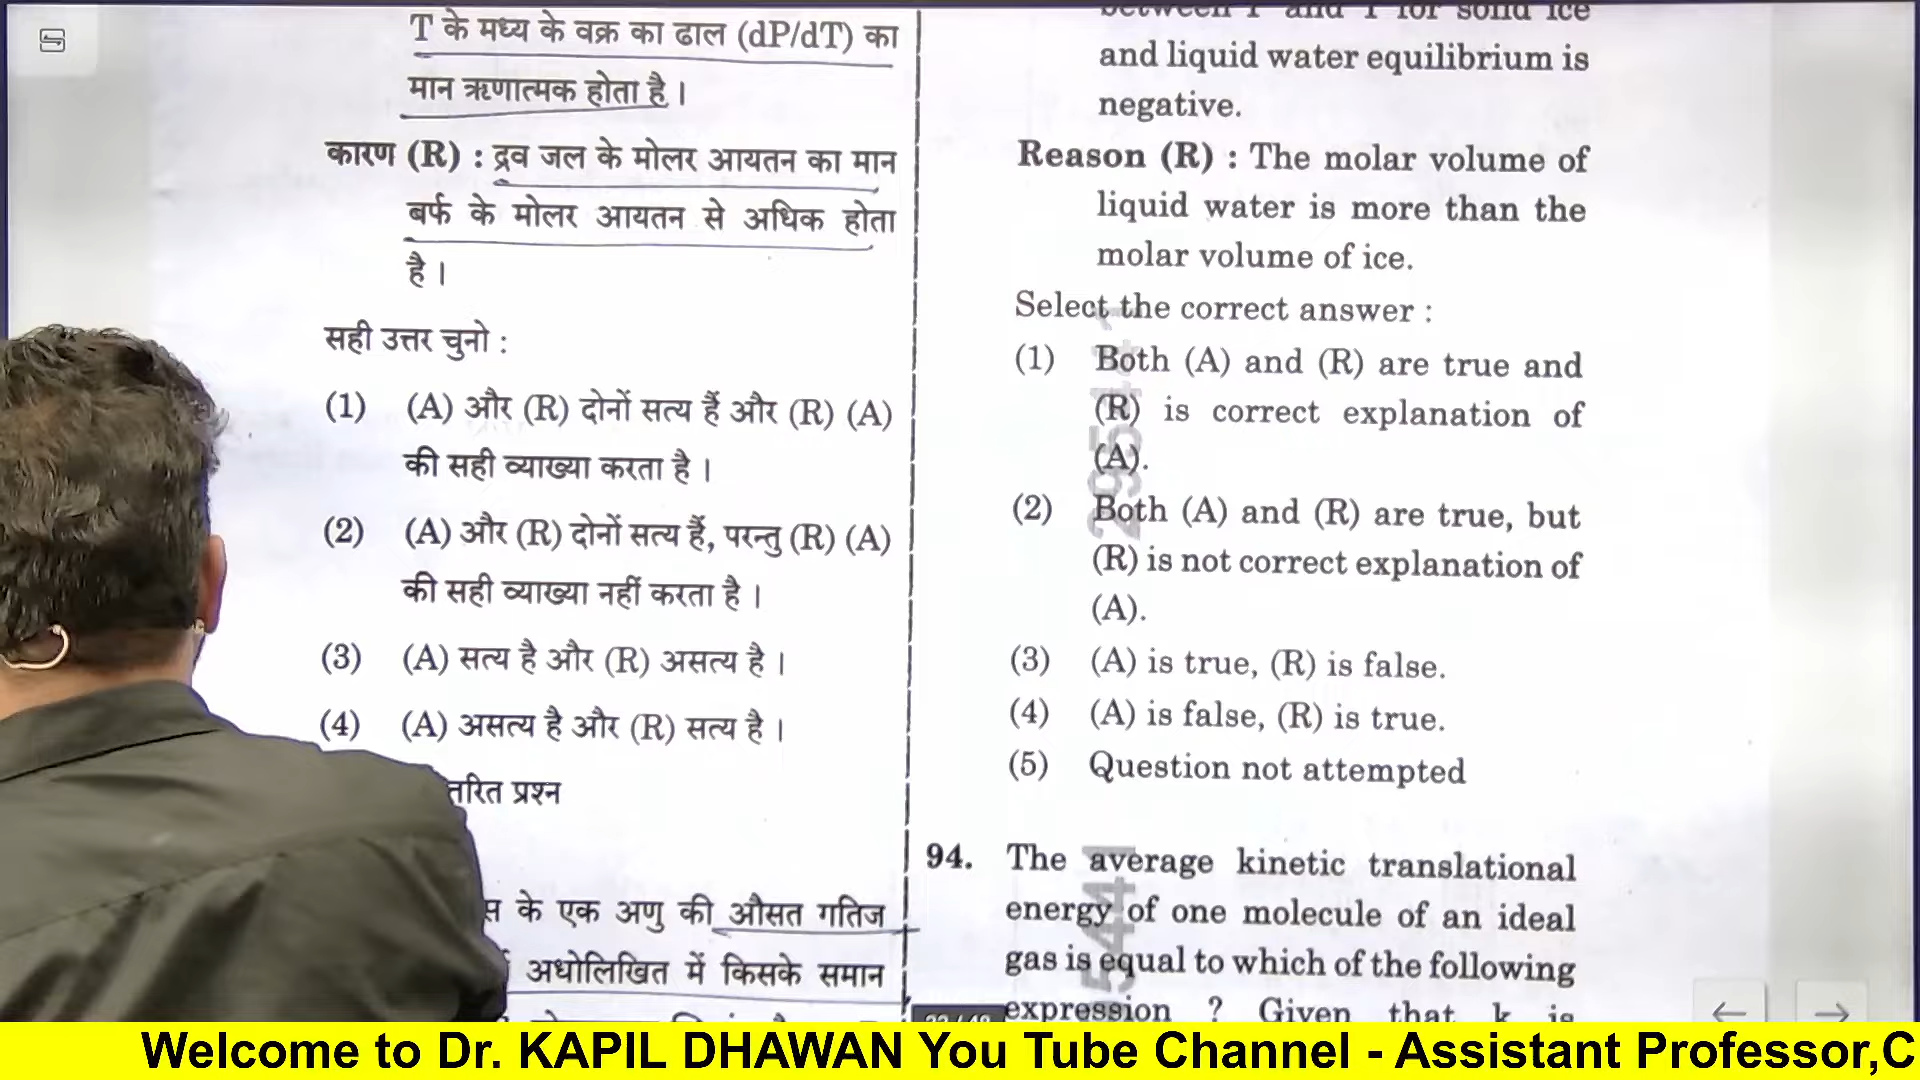 T के मध्य के वक्र का ढाल (dP/dT) का
मान ऋणात्मक होता है ।
कारण (R) : द्रव जल के मोलर आयतन का मान
बर्फ के मोलर आयतन से अधिक होता
है ।
सही उत्तर चुनो :
(1) (A) और (R) दोनों सत्य हैं और (R) (A)
की सही व्याख्या करता है ।
(2) (A) और (R) दोनों सत्य हैं, परन्तु (R) (A)
की सही व्याख्या नहीं करता है ।
(3) (A) सत्य है और (R) असत्य है ।
(4) (A) असत्य है और (R) सत्य है ।
प्रश्न
के एक अणु की औसत गतिज
अधोलिखित में किसके समान
between P and T for solid ice
and liquid water equilibrium is
negative.
Reason (R) : The molar volume of
liquid water is more than the
molar volume of ice.
Select the correct answer :
(1) Both (A) and (R) are true and
(R) is correct explanation of
(A).
(2) Both (A) and (R) are true, but
(R) is not correct explanation of
(A).
(3) (A) is true, (R) is false.
(4) (A) is false, (R) is true.
(5) Question not attempted
94. The average kinetic translational
energy of one molecule of an ideal
gas is equal to which of the following
expression ? Given that k is
Welcome to Dr. KAPIL DHAWAN You Tube Channel - Assistant Professor,C